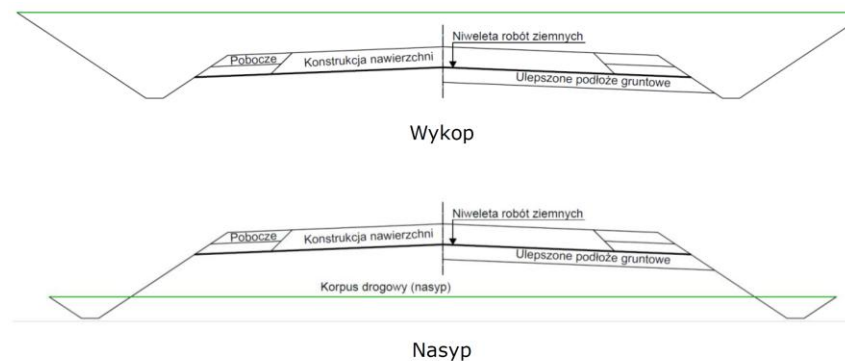 Niweleta robót ziemnych
Pobocze
Konstrukcja nawierzchni
Ulepszone podłoże gruntowe
Wykop
Niweleta robót ziemnych
Pobocze
Konstrukcja nawierzchni
Ulepszone podłoże gruntowe
Korpus drogowy (nasyp)
Nasyp